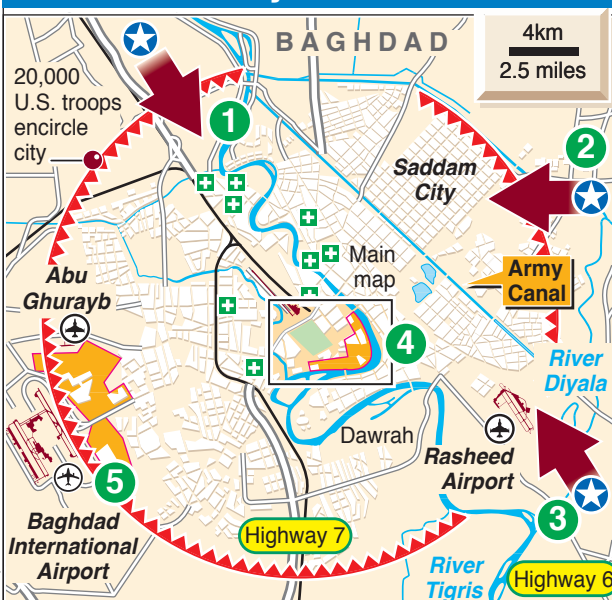 BAGHDAD
4km
2.5 miles
20,000
U.S. troops
encircle
city
1
2
Saddam
City
Main
map
Army
Canal
Abu
Ghurayb
4
River
Diyala
Dawrah
Rasheed
Airport
5
3
Baghdad
International
Airport
Highway 7
River
Tigris
Highway 6